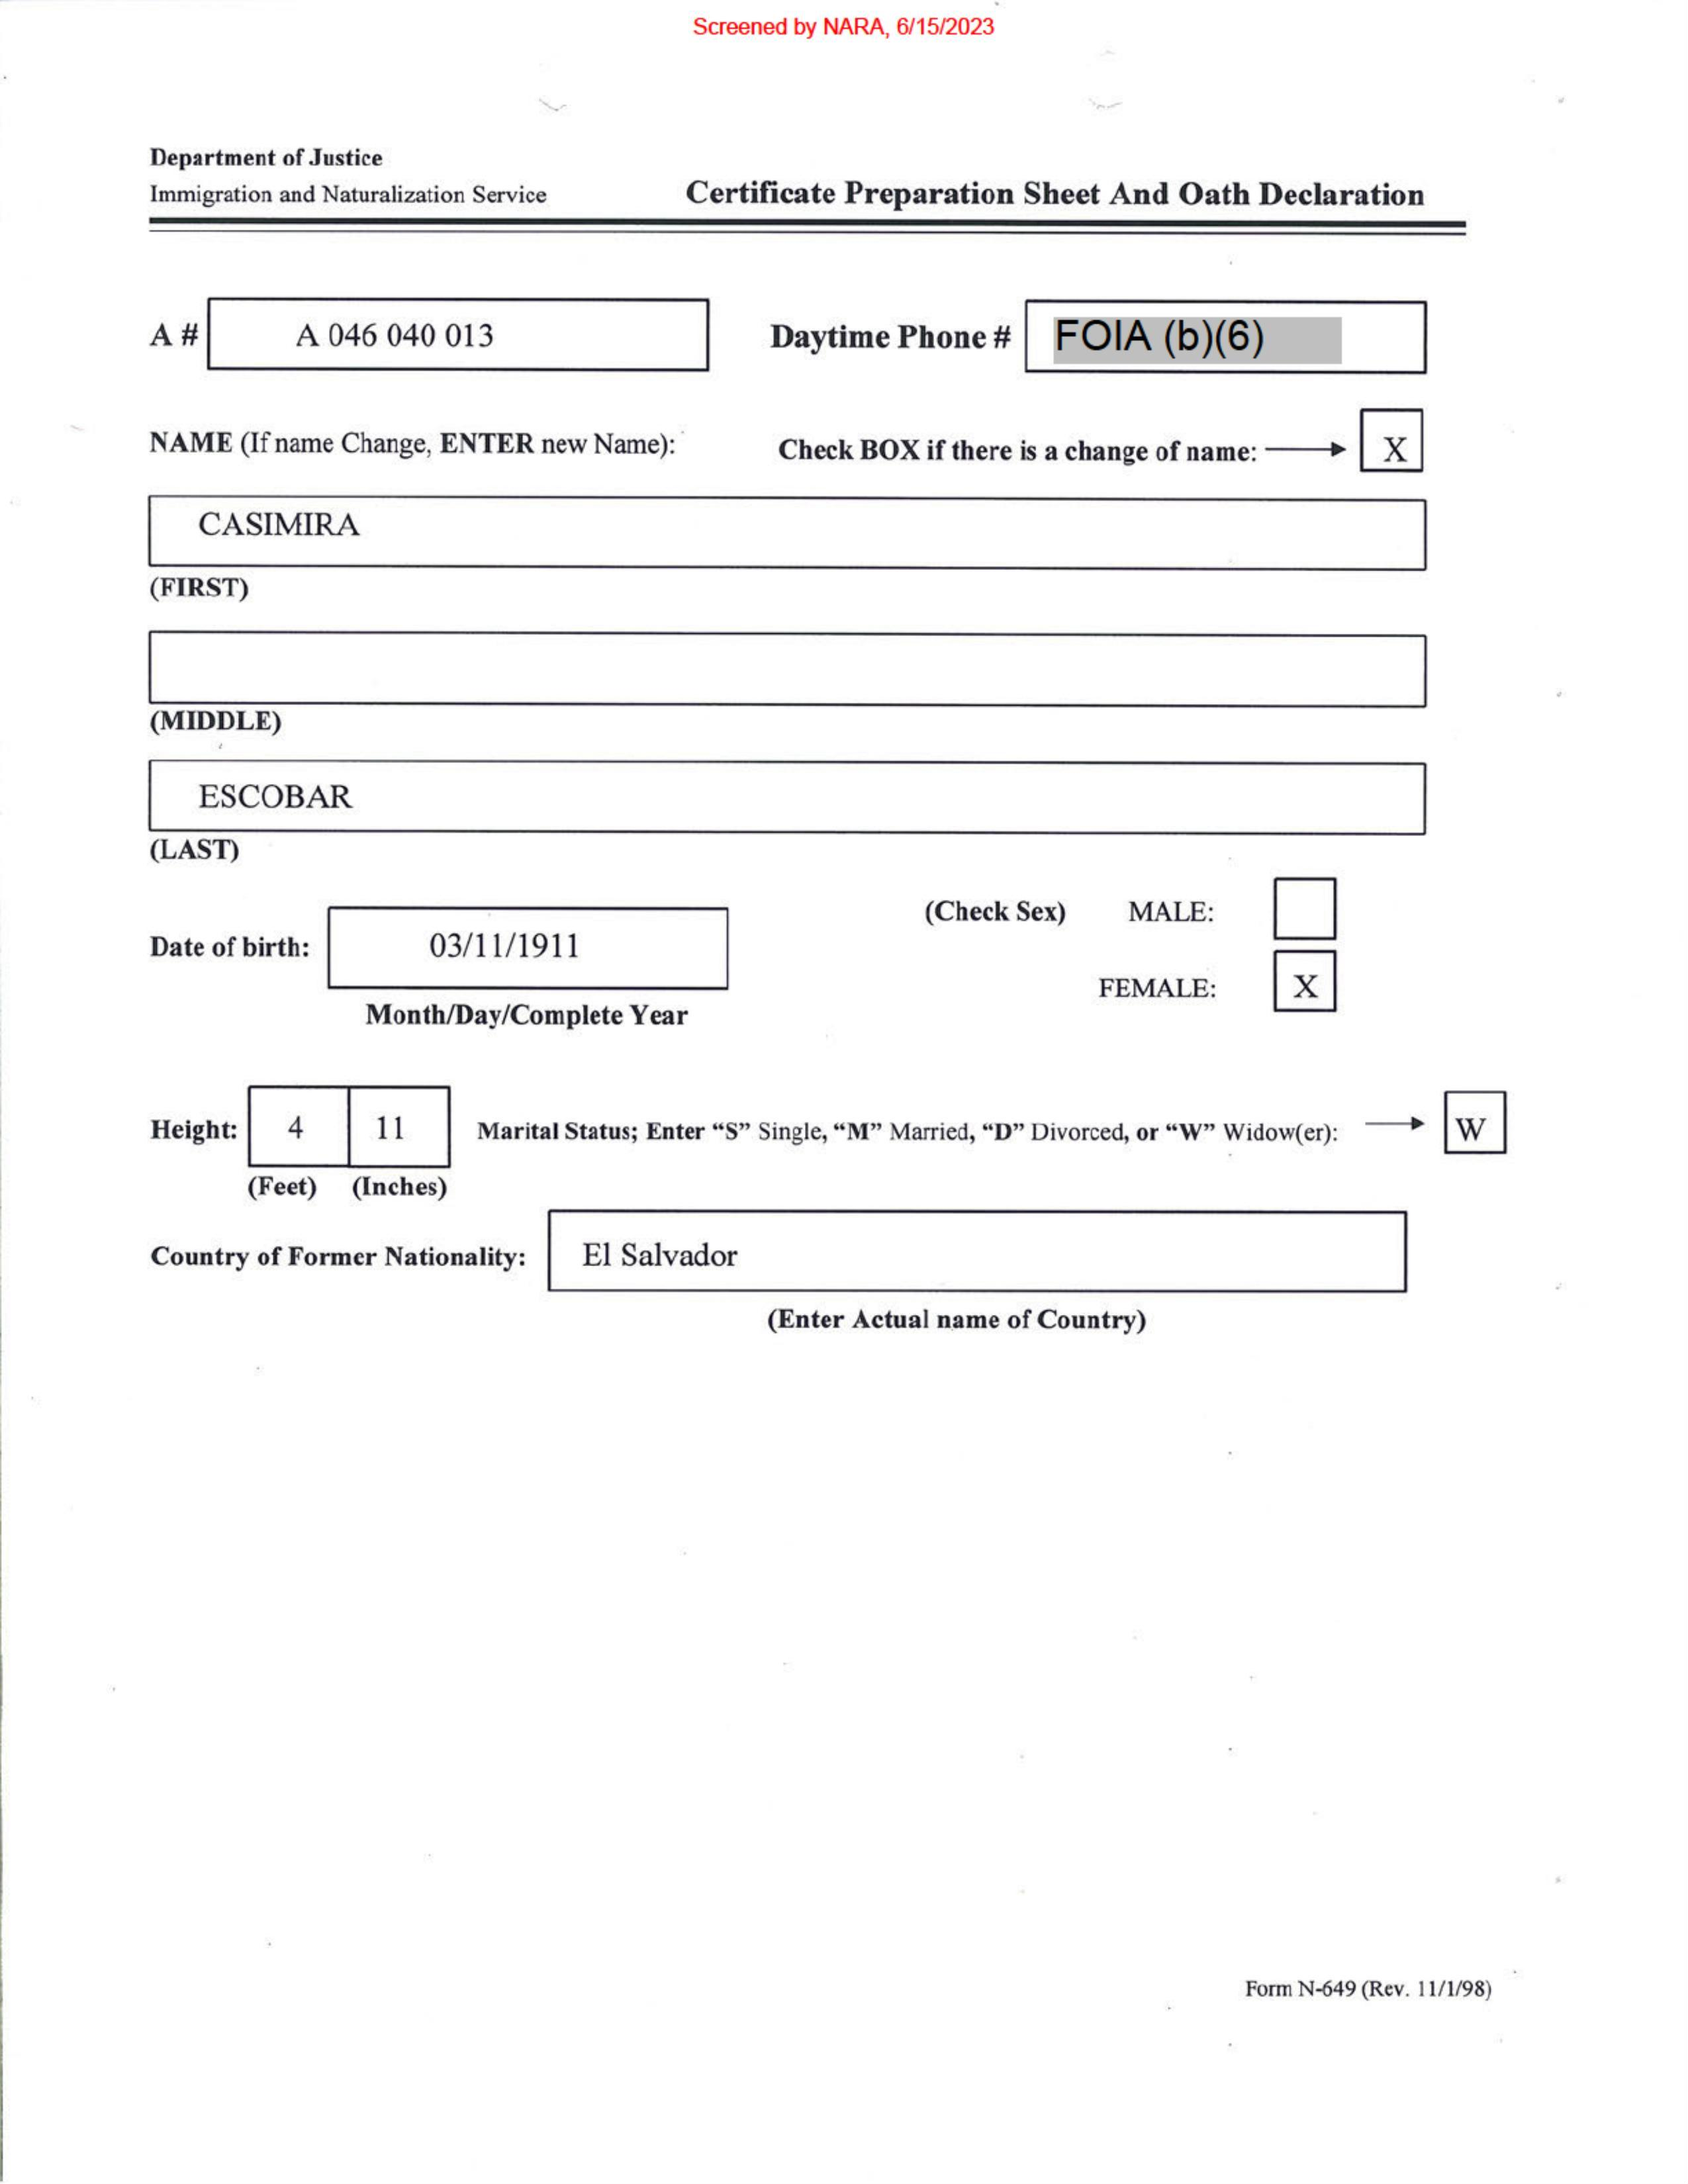 Screened by NARA, 6/15/2023
Department of Justice
Immigration and Naturalization Service Certificate Preparation Sheet And Oath Declaration
A # A 046 040 013 Daytime Phone # FOIA (b)(6)
NAME (If name Change, ENTER new Name): Check BOX if there is a change of name: X
CASIMIRA
(FIRST)
(MIDDLE)
ESCOBAR
(LAST)
(Check Sex) MALE:
Date of birth: 03/11/1911
FEMALE: X
Month/Day/Complete Year
Height: 4 11 Marital Status; Enter “S” Single, “M” Married, “D” Divorced, or “W” Widow(er): W
(Feet) (Inches)
Country of Former Nationality: El Salvador
(Enter Actual name of Country)
Form N-649 (Rev. 11/1/98)